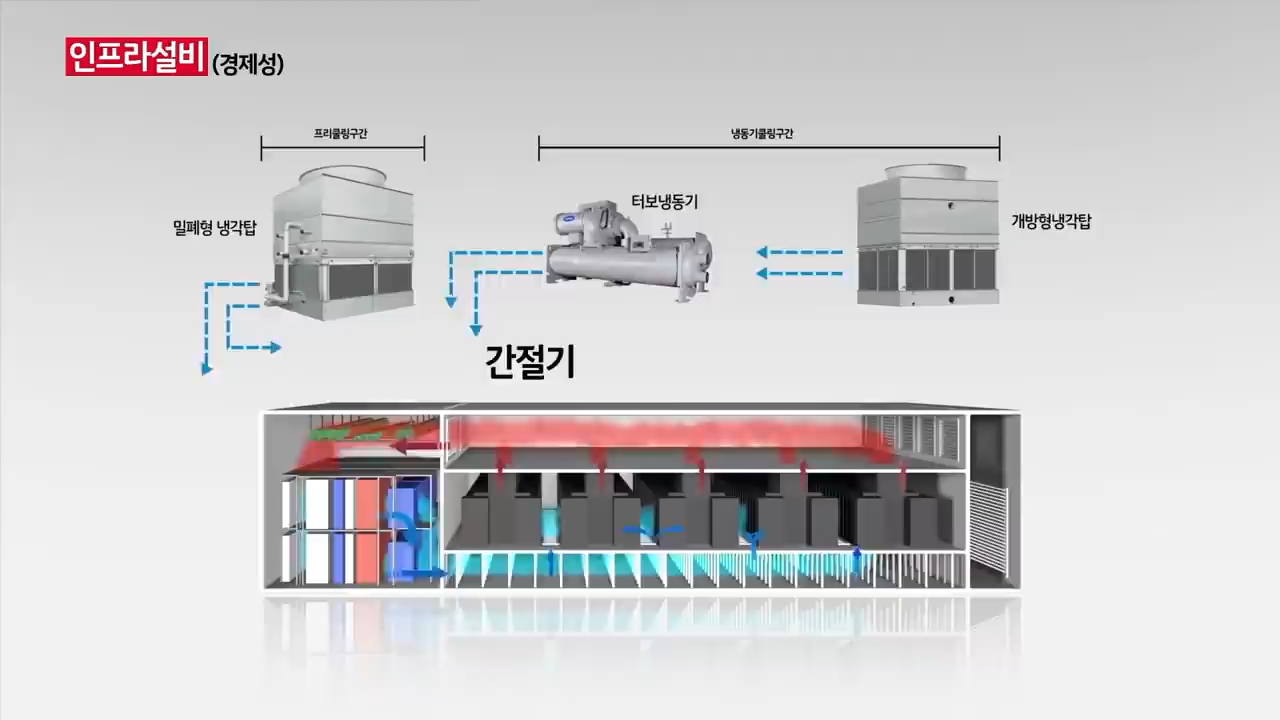 인프라설비 (경제성)
프리쿨링구간
냉동기쿨링구간
밀폐형 냉각탑
터보냉동기
개방형냉각탑
간절기